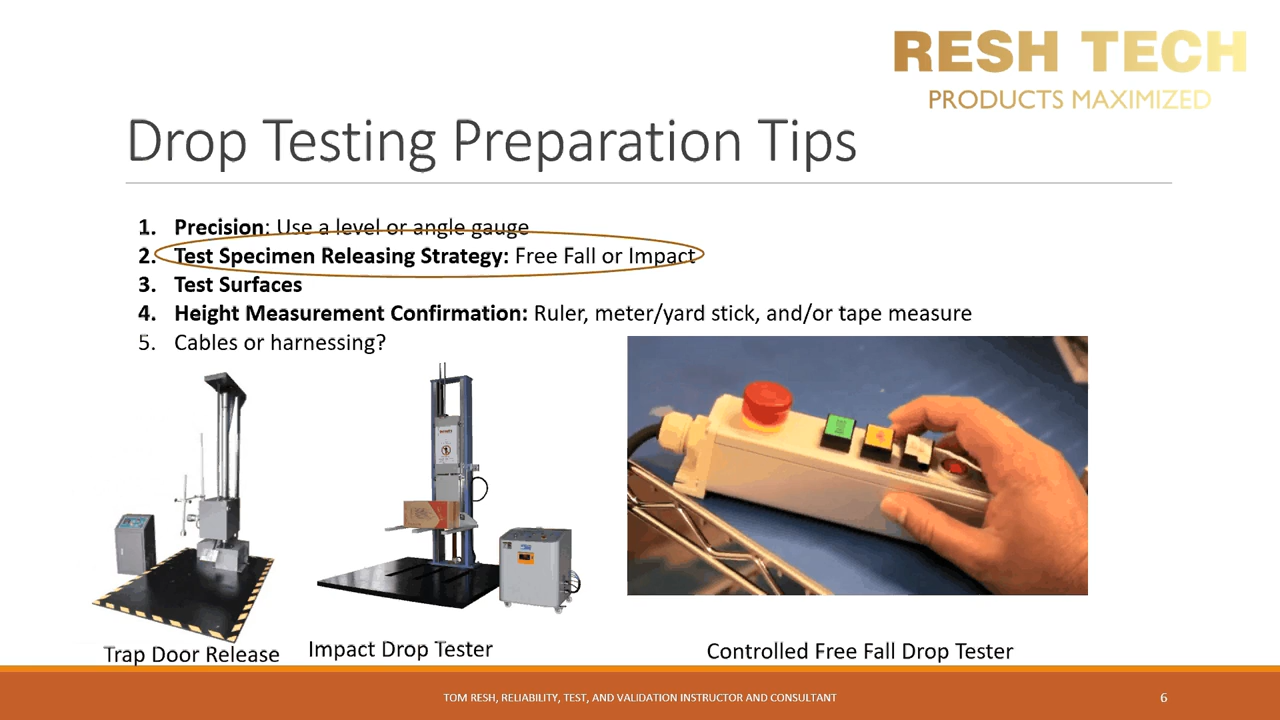 RESH TECH
PRODUCTS MAXIMIZED
Drop Testing Preparation Tips
1. Precision: Use a level or angle gauge
2. Test Specimen Releasing Strategy: Free Fall or Impact
3. Test Surfaces
4. Height Measurement Confirmation: Ruler, meter/yard stick, and/or tape measure
5. Cables or harnessing?
Trap Door Release
Impact Drop Tester
Controlled Free Fall Drop Tester
TOM RESH, RELIABILITY, TEST, AND VALIDATION INSTRUCTOR AND CONSULTANT
6